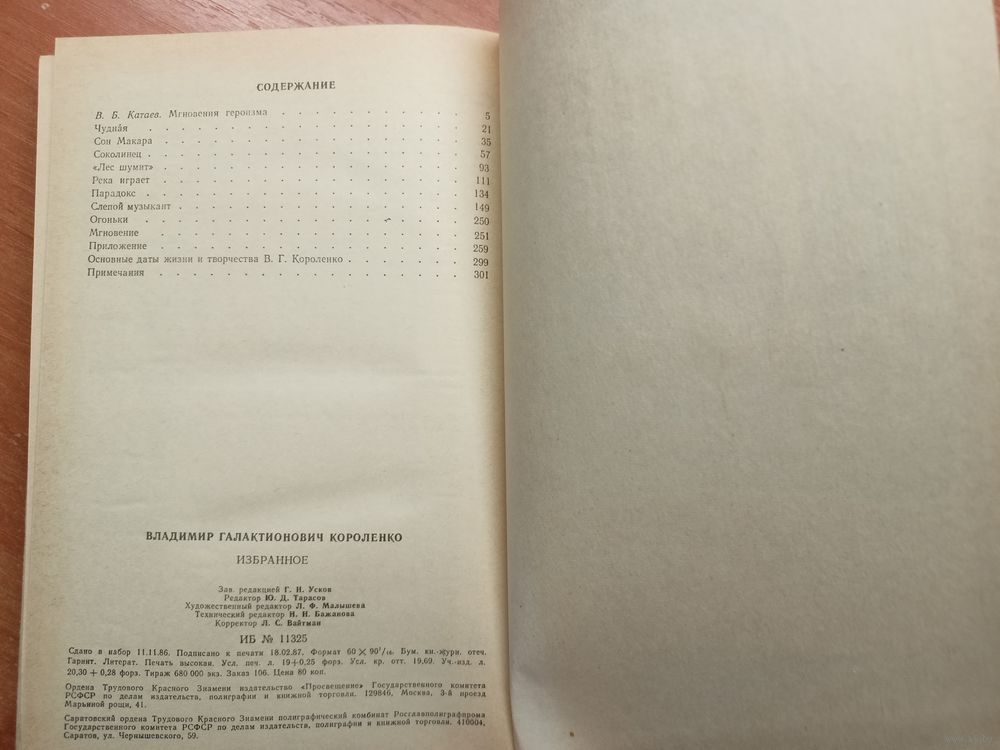 СОДЕРЖАНИЕ
В. Б. Катаев. Мгновения героизма . . . . . . . . . . 5
Чудная . . . . . . . . . . . . . . . 21
Сон Макара . . . . . . . . . . . . . . 35
Соколинец . . . . . . . . . . . . . . . 57
«Лес шумит» . . . . . . . . . . . . . . 93
Река играет . . . . . . . . . . . . . . 111
Парадокс . . . . . . . . . . . . . . . 134
Слепой музыкант . . . . . . . . . . . . . 149
Огоньки . . . . . . . . . . . . . . . 250
Мгновение . . . . . . . . . . . . . . 251
Приложение . . . . . . . . . . . . . . 259
Основные даты жизни и творчества В. Г. Короленко . . . . . . 299
Примечания . . . . . . . . . . . . . . 301
ВЛАДИМИР ГАЛАКТИОНОВИЧ КОРОЛЕНКО
ИЗБРАННОЕ
Зав. редакцией Г. Н. Усков
Редактор Ю. Д. Тарасов
Художественный редактор Л. Ф. Малышева
Технический редактор Н. Н. Бажанова
Корректор Л. С. Вайтман
ИБ № 11325
Сдано в набор 11.11.86. Подписано к печати 18.02.87. Формат 60 × 90¹/₁₆. Бум. кн.-журн. отеч.
Гарнит. Литерат. Печать высокая. Усл. печ. л. 19+0,25 форз. Усл. кр. отт. 19,69. Уч.-изд. л.
20,30 + 0,28 форз. Тираж 680 000 экз. Заказ 106. Цена 80 коп.
Ордена Трудового Красного Знамени издательство «Просвещение» Государственного комитета
РСФСР по делам издательств, полиграфии и книжной торговли. 129846, Москва, 3-й проезд
Марьиной рощи, 41.
Саратовский ордена Трудового Красного Знамени полиграфический комбинат Росглавполиграфпрома
Государственного комитета РСФСР по делам издательств, полиграфии и книжной торговли. 410004,
Саратов, ул. Чернышевского, 59.